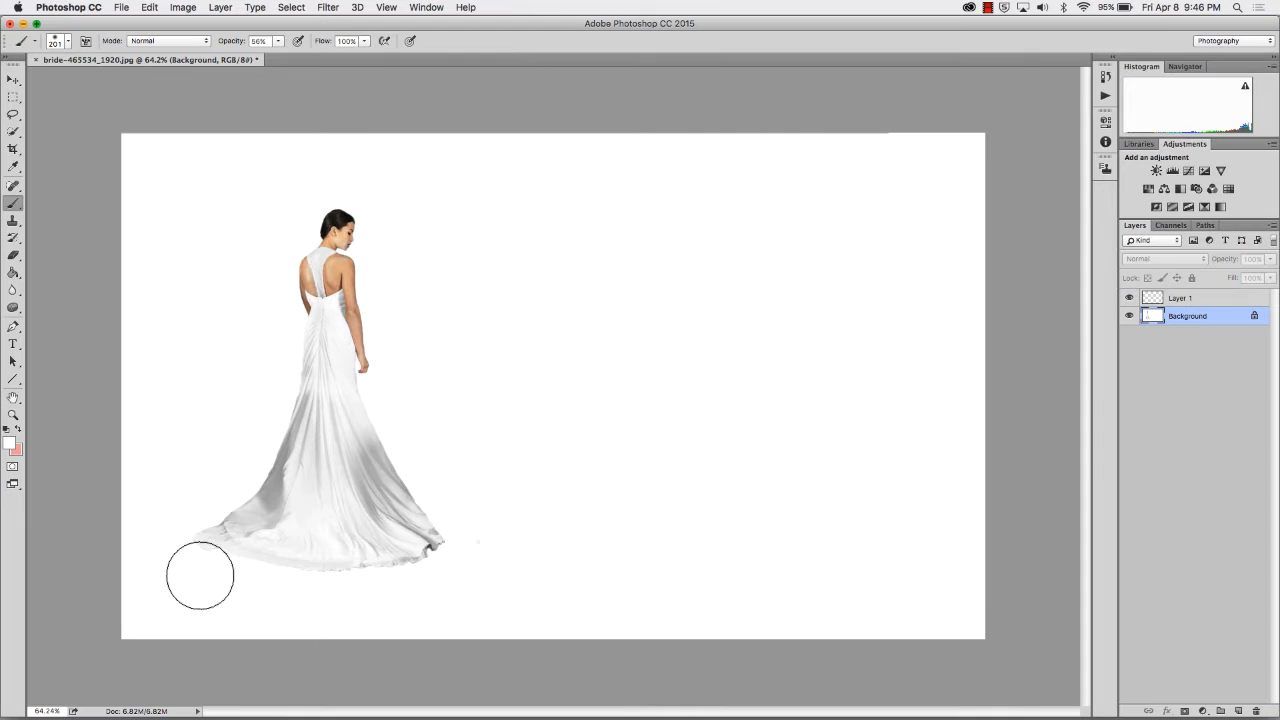 Photoshop CC File Edit Image Layer Type Select Filter 3D View Window Help 95% Fri Apr 8 9:46 PM
Adobe Photoshop CC 2015
201 Mode: Normal Opacity: 56% Flow: 100% Photography
× bride-465534_1920.jpg @ 64.2% (Background, RGB/8#) *
Histogram Navigator
Libraries Adjustments
Add an adjustment
Layers Channels Paths
Kind
Normal Opacity: 100%
Lock: Fill: 100%
Layer 1
Background
64.24% Doc: 6.82M/6.82M